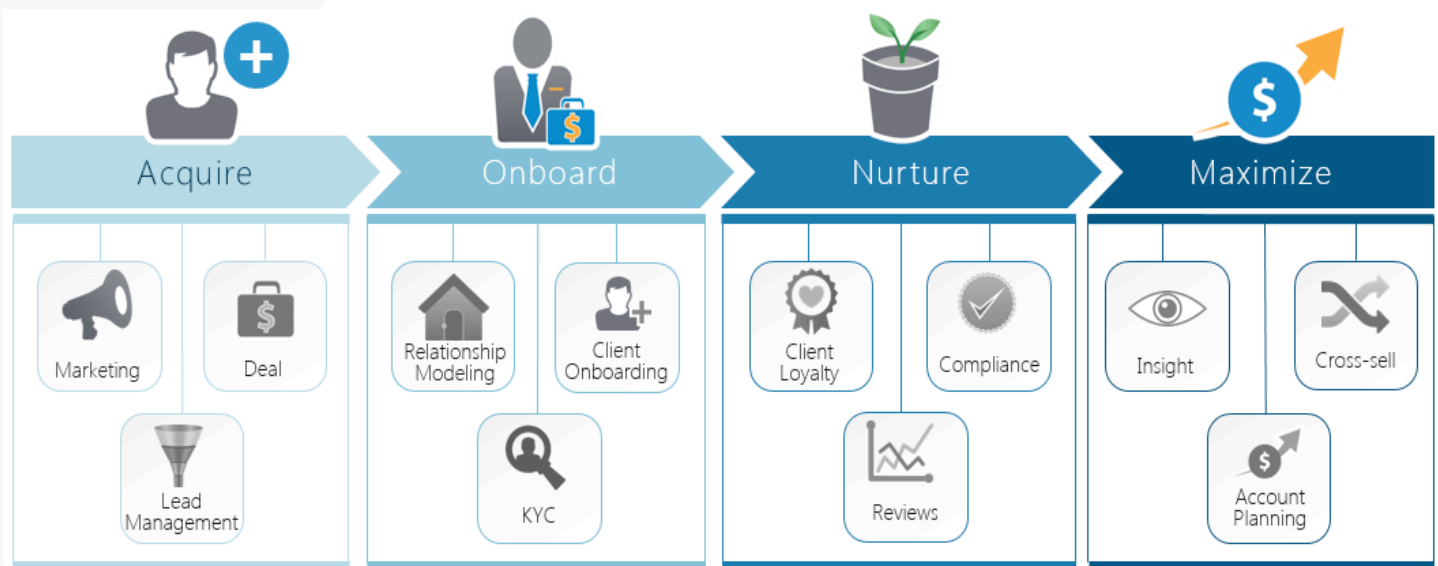 Acquire
Onboard
Nurture
Maximize
Marketing
Deal
Lead
Management
Relationship
Modeling
Client
Onboarding
KYC
Client
Loyalty
Compliance
Reviews
Insight
Cross-sell
Account
Planning
$
$
$
$
$